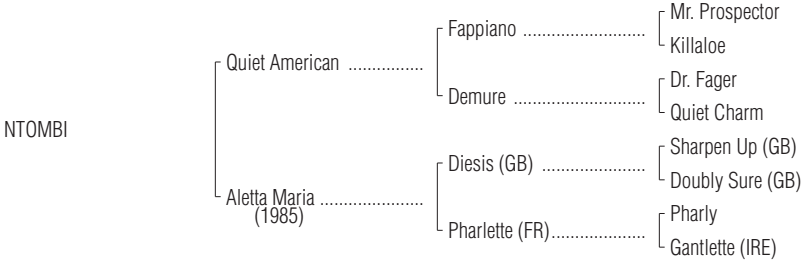 Mr. Prospector
Fappiano ..........................
Killaloe
Quiet American ................
Dr. Fager
Demure ............................
Quiet Charm
NTOMBI
Sharpen Up (GB)
Diesis (GB) ......................
Doubly Sure (GB)
Aletta Maria ......................
(1985)
Pharly
Pharlette (FR)....................
Gantlette (IRE)